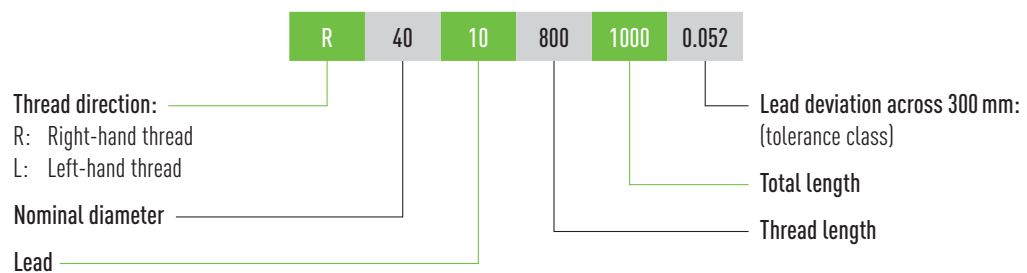 R 40 10 800 1000 0.052
Thread direction:
R: Right-hand thread
L: Left-hand thread
Nominal diameter
Lead
Lead deviation across 300 mm:
(tolerance class)
Total length
Thread length